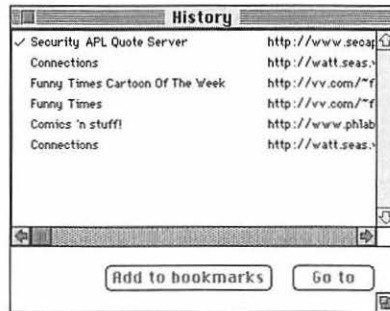 History
✓ Security APL Quote Server http://www.secap
Connections http://watt.seas.v
Funny Times Cartoon Of The Week http://vv.com/~f
Funny Times http://vv.com/~f
Comics 'n stuff! http://www.phlab
Connections http://watt.seas.v
Add to bookmarks Go to